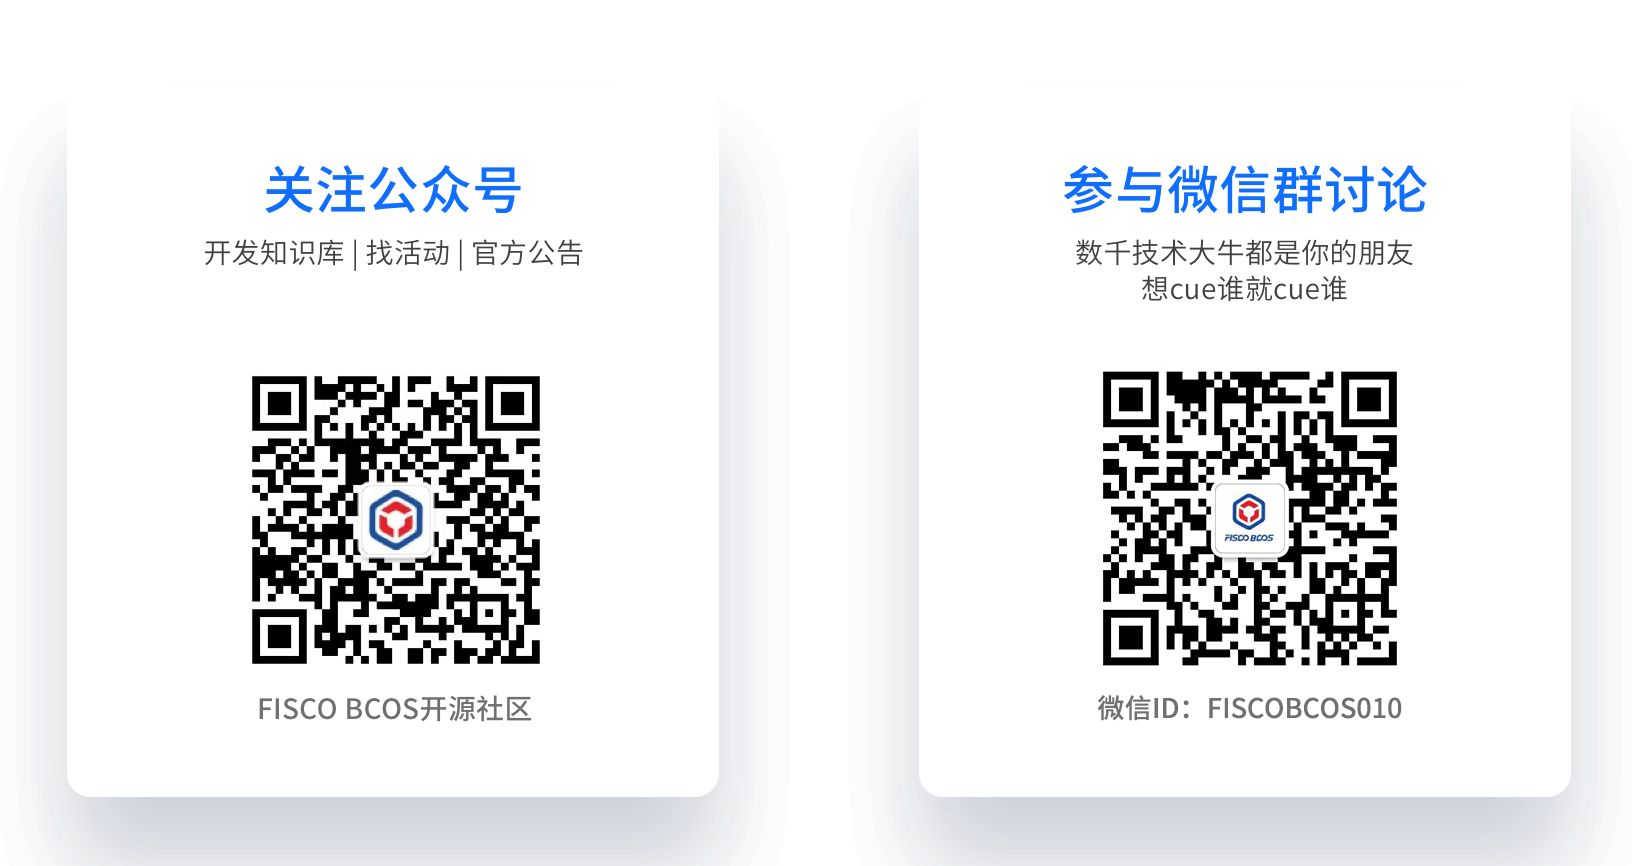 关注公众号
开发知识库 | 找活动 | 官方公告
FISCO BCOS开源社区
参与微信群讨论
数千技术大牛都是你的朋友
想cue谁就cue谁
FISCO BCOS
微信ID：FISCOBCOS010